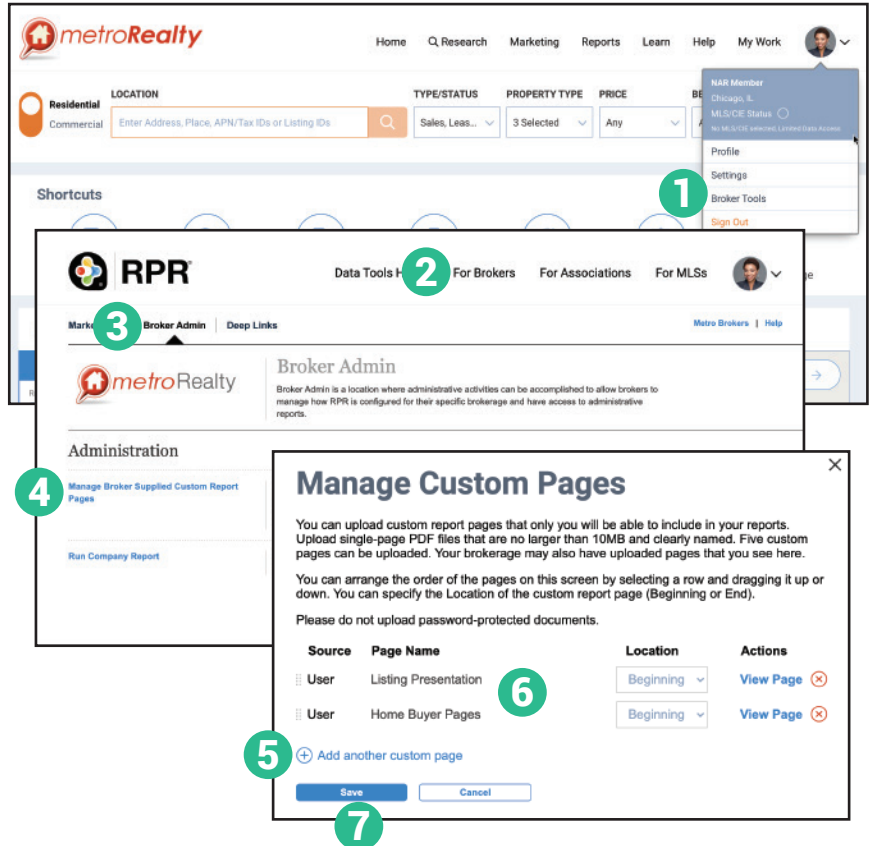 metroRealty
Home Research Marketing Reports Learn Help My Work
LOCATION TYPE/STATUS PROPERTY TYPE PRICE BE
Residential
Commercial
Enter Address, Place, APN/Tax IDs or Listing IDs Sales, Leas... 3 Selected Any
NAR Member
Chicago, IL
MLS/CIE Status
No MLS/CIE selected, Limited Data Access
Profile
Settings
1
Broker Tools
Sign Out
Shortcuts
RPR
Data Tools H 2 For Brokers For Associations For MLSs
Marke 3 Broker Admin Deep Links
Metro Brokers | Help
metroRealty
Broker Admin
Broker Admin is a location where administrative activities can be accomplished to allow brokers to
manage how RPR is configured for their specific brokerage and have access to administrative
reports.
Administration
4
Manage Broker Supplied Custom Report
Pages
Run Company Report
Manage Custom Pages
You can upload custom report pages that only you will be able to include in your reports.
Upload single-page PDF files that are no larger than 10MB and clearly named. Five custom
pages can be uploaded. Your brokerage may also have uploaded pages that you see here.
You can arrange the order of the pages on this screen by selecting a row and dragging it up or
down. You can specify the Location of the custom report page (Beginning or End).
Please do not upload password-protected documents.
Source Page Name Location Actions
User Listing Presentation Beginning View Page
6
User Home Buyer Pages Beginning View Page
5 Add another custom page
Save Cancel
7